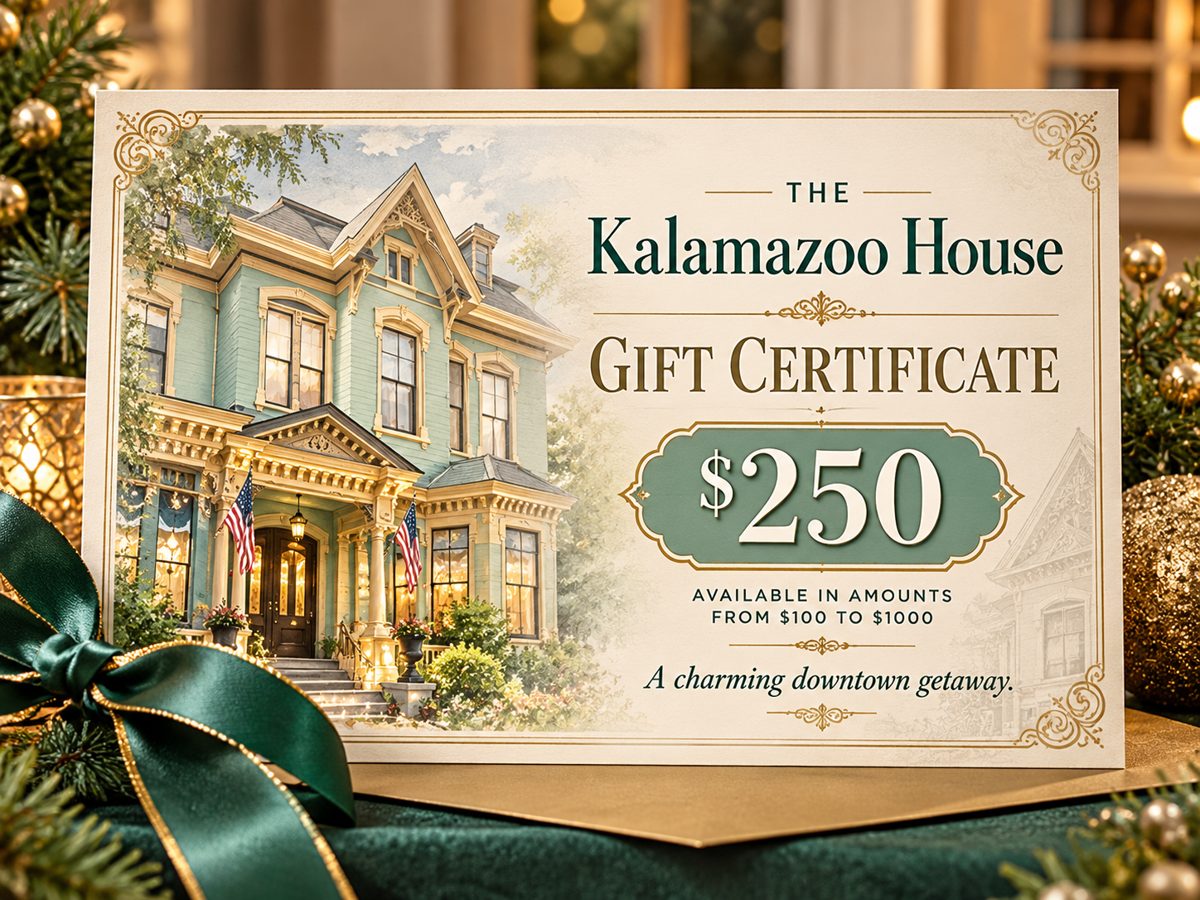 THE
Kalamazoo House
GIFT CERTIFICATE
$250
AVAILABLE IN AMOUNTS
FROM $100 TO $1000
A charming downtown getaway.